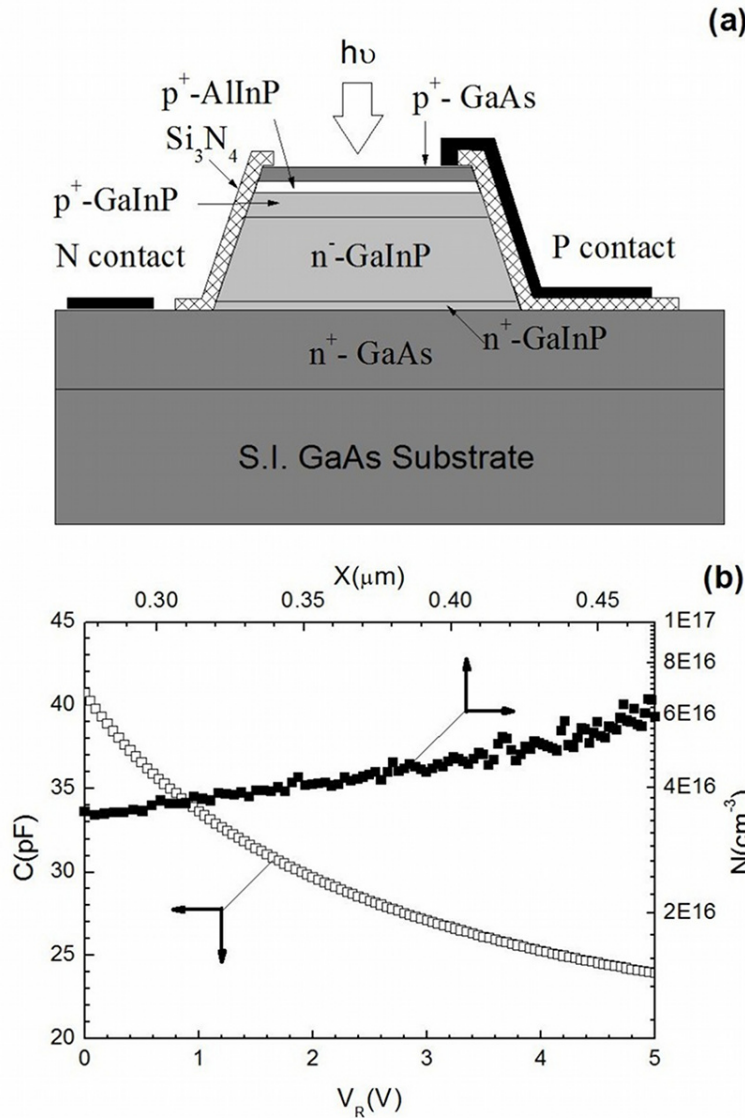 (a)
hυ
p⁺-AlInP
p⁺- GaAs
Si₃N₄
p⁺-GaInP
n⁻-GaInP
N contact
P contact
n⁺-GaInP
n⁺- GaAs
S.I. GaAs Substrate
(b)
X(μm)
0.30 0.35 0.40 0.45
45
40
35
30
25
20
C(pF)
1E17
8E16
6E16
4E16
2E16
N(cm⁻³)
0 1 2 3 4 5
V_R(V)